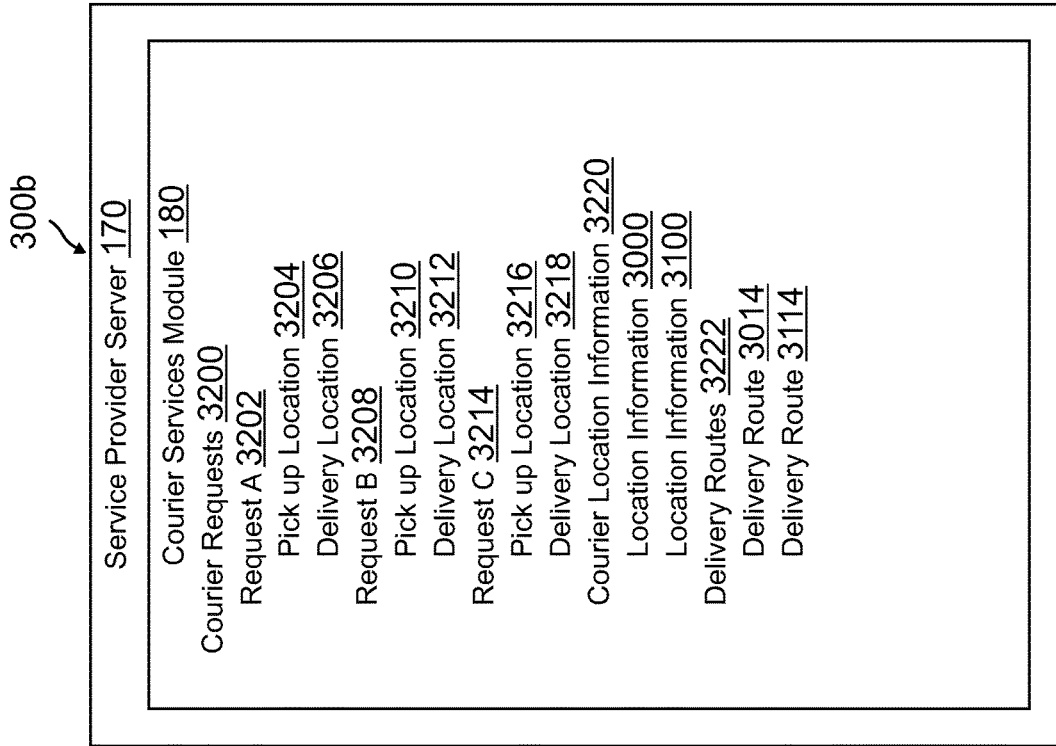 300b
Service Provider Server 170
Courier Services Module 180
Courier Requests 3200
Request A 3202
Pick up Location 3204
Delivery Location 3206
Request B 3208
Pick up Location 3210
Delivery Location 3212
Request C 3214
Pick up Location 3216
Delivery Location 3218
Courier Location Information 3220
Location Information 3000
Location Information 3100
Delivery Routes 3222
Delivery Route 3014
Delivery Route 3114